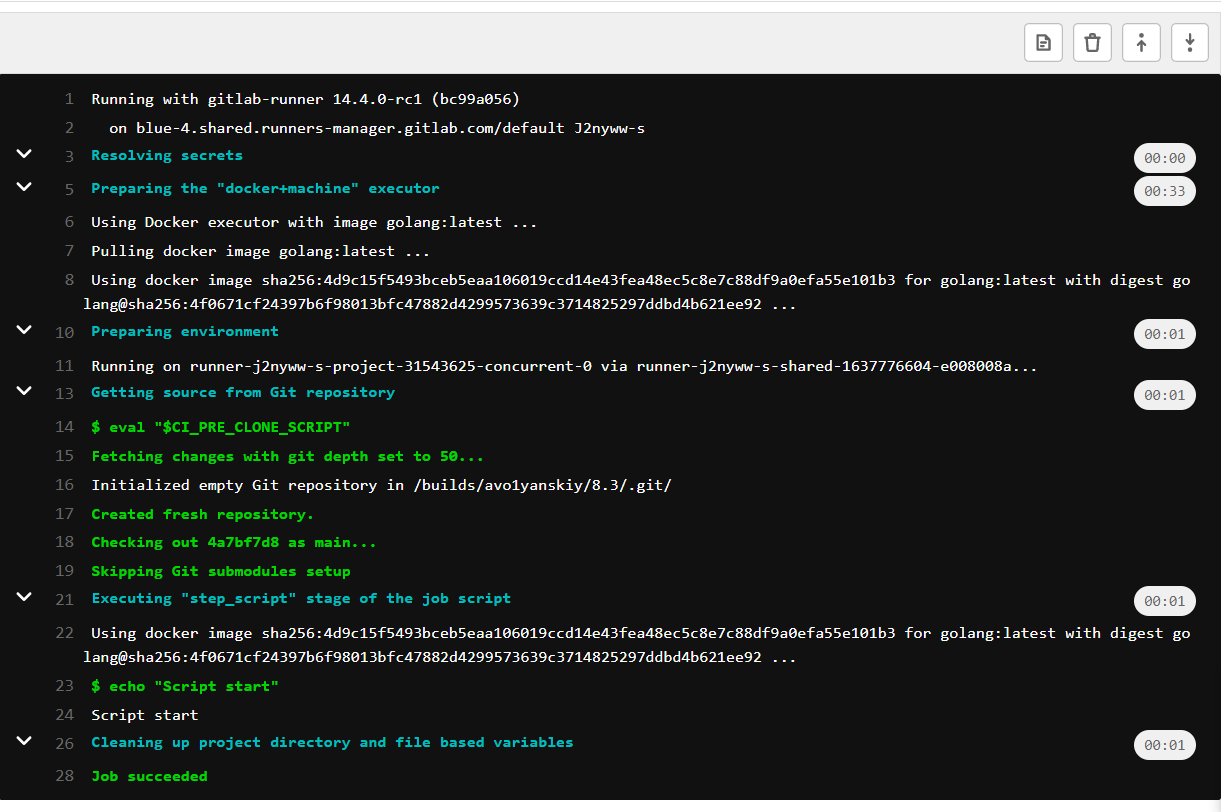 1 Running with gitlab-runner 14.4.0-rc1 (bc99a056)
2 on blue-4.shared.runners-manager.gitlab.com/default J2nyww-s
3 Resolving secrets 00:00
5 Preparing the "docker+machine" executor 00:33
6 Using Docker executor with image golang:latest ...
7 Pulling docker image golang:latest ...
8 Using docker image sha256:4d9c15f5493bceb5eaa106019ccd14e43fea48ec5c8e7c88df9a0efa55e101b3 for golang:latest with digest go
lang@sha256:4f0671cf24397b6f98013bfc47882d4299573639c3714825297ddbd4b621ee92 ...
10 Preparing environment 00:01
11 Running on runner-j2nyww-s-project-31543625-concurrent-0 via runner-j2nyww-s-shared-1637776604-e008008a...
13 Getting source from Git repository 00:01
14 $ eval "$CI_PRE_CLONE_SCRIPT"
15 Fetching changes with git depth set to 50...
16 Initialized empty Git repository in /builds/avo1yanskiy/8.3/.git/
17 Created fresh repository.
18 Checking out 4a7bf7d8 as main...
19 Skipping Git submodules setup
21 Executing "step_script" stage of the job script 00:01
22 Using docker image sha256:4d9c15f5493bceb5eaa106019ccd14e43fea48ec5c8e7c88df9a0efa55e101b3 for golang:latest with digest go
lang@sha256:4f0671cf24397b6f98013bfc47882d4299573639c3714825297ddbd4b621ee92 ...
23 $ echo "Script start"
24 Script start
26 Cleaning up project directory and file based variables 00:01
28 Job succeeded